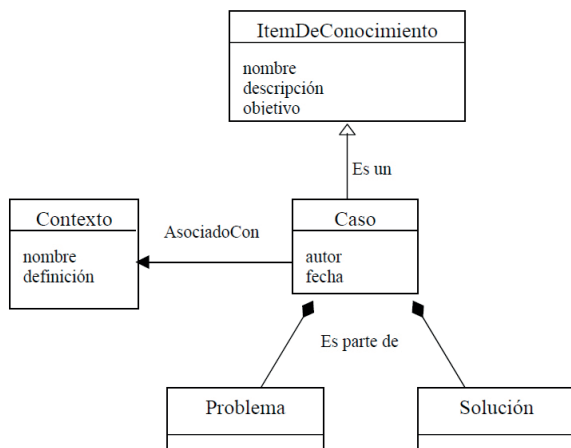 ItemDeConocimiento
nombre
descripción
objetivo
Es un
Contexto
nombre
definición
AsociadoCon
Caso
autor
fecha
Es parte de
Problema
Solución